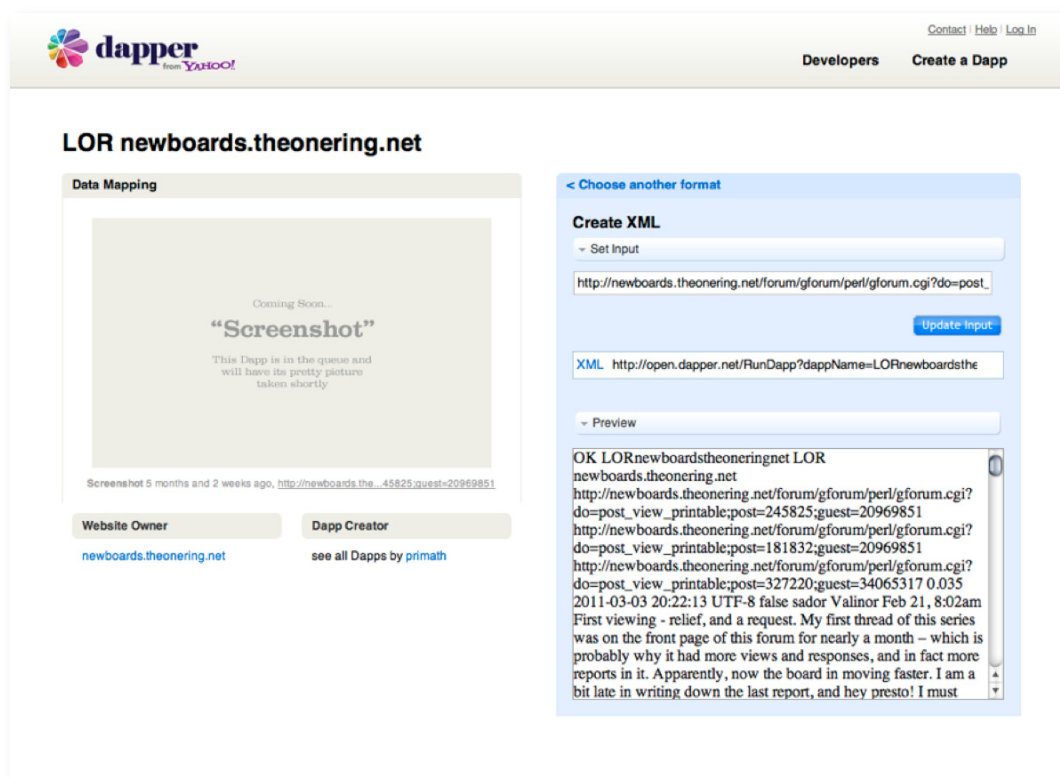 Contact | Help | Log In
dapper
from YAHOO!
Developers Create a Dapp
LOR newboards.theonering.net
Data Mapping
Coming Soon...
“Screenshot”
This Dapp is in the queue and
will have its pretty picture
taken shortly
Screenshot 5 months and 2 weeks ago, http://newboards.the...45825;guest=20969851
Website Owner
newboards.theonering.net
Dapp Creator
see all Dapps by primath
< Choose another format
Create XML
Set Input
http://newboards.theonering.net/forum/gforum/perl/gforum.cgi?do=post_
Update Input
XML http://open.dapper.net/RunDapp?dappName=LORnewboardsthe
Preview
OK LORnewboardstheoneringnet LOR
newboards.theonering.net
http://newboards.theonering.net/forum/gforum/perl/gforum.cgi?
do=post_view_printable;post=245825;guest=20969851
http://newboards.theonering.net/forum/gforum/perl/gforum.cgi?
do=post_view_printable;post=181832;guest=20969851
http://newboards.theonering.net/forum/gforum/perl/gforum.cgi?
do=post_view_printable;post=327220;guest=34065317 0.035
2011-03-03 20:22:13 UTF-8 false sador Valinor Feb 21, 8:02am
First viewing - relief, and a request. My first thread of this series
was on the front page of this forum for nearly a month – which is
probably why it had more views and responses, and in fact more
reports in it. Apparently, now the board in moving faster. I am a
bit late in writing down the last report, and hey presto! I must